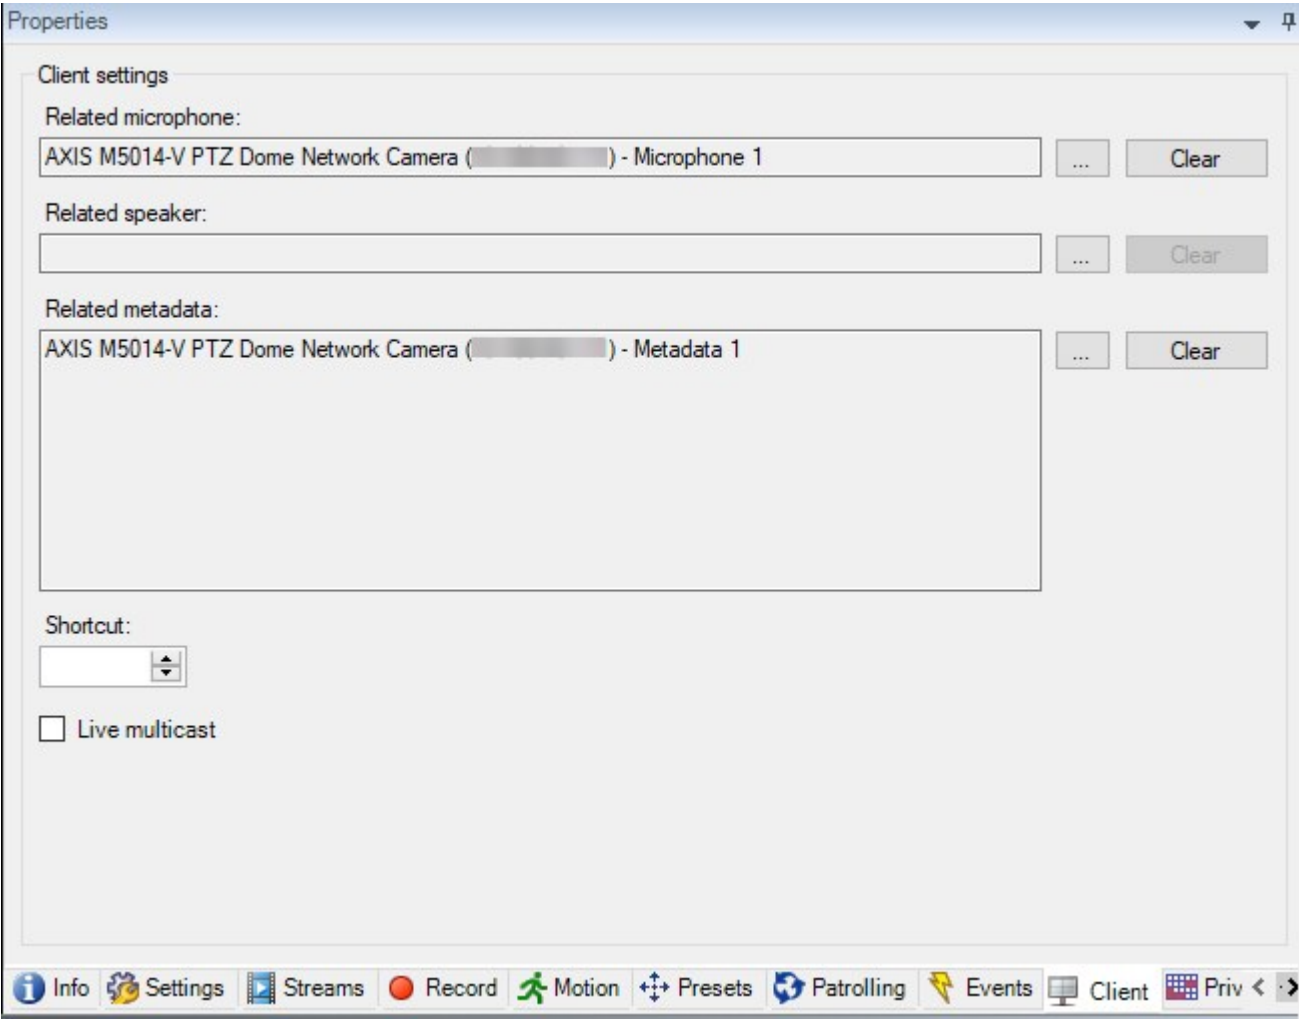 Properties
Client settings
Related microphone:
AXIS M5014-V PTZ Dome Network Camera ( ) - Microphone 1
... Clear
Related speaker:
... Clear
Related metadada:
AXIS M5014-V PTZ Dome Network Camera ( ) - Metadata 1
... Clear
Shortcut:
Live multicast
Info Settings Streams Record Motion Presets Patrolling Events Client Priv